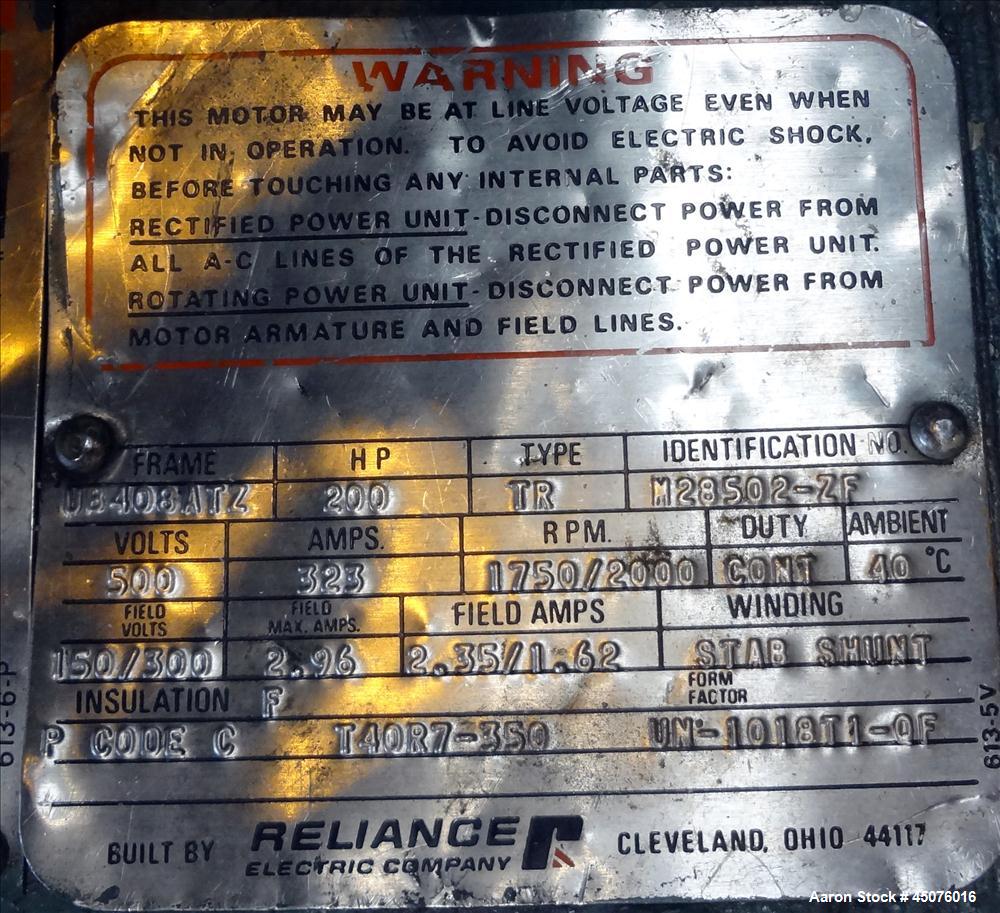 WARNING
THIS MOTOR MAY BE AT LINE VOLTAGE EVEN WHEN
NOT IN OPERATION. TO AVOID ELECTRIC SHOCK,
BEFORE TOUCHING ANY INTERNAL PARTS:
RECTIFIED POWER UNIT-DISCONNECT POWER FROM
ALL A-C LINES OF THE RECTIFIED POWER UNIT.
ROTATING POWER UNIT-DISCONNECT POWER FROM
MOTOR ARMATURE AND FIELD LINES.
FRAME HP TYPE IDENTIFICATION NO.
200 TR M28502-ZF
VOLTS AMPS. RPM. DUTY AMBIENT
500 323 1750/2000 CONT 40 °C
FIELD VOLTS FIELD MAX. AMPS. FIELD AMPS WINDING
150/300 2.96 2.35/1.62 STAB SHUNT
INSULATION F FORM FACTOR
P CODE C T40R7-350 UN-1018T1-QF
BUILT BY RELIANCE ELECTRIC COMPANY CLEVELAND, OHIO 44117
613-6-P
613-5V
Aaron Stock # 45076016